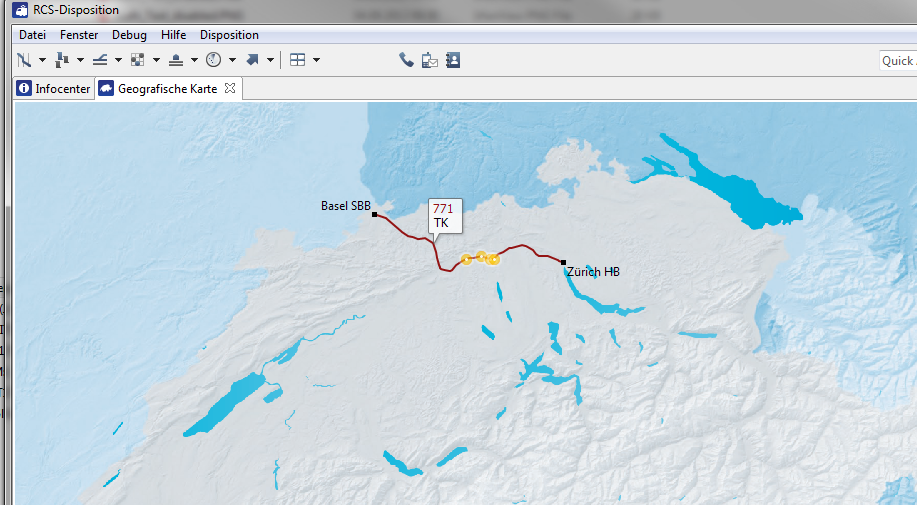 RCS-Disposition
Datei Fenster Debug Hilfe Disposition
Quick
Infocenter Geografische Karte
Basel SBB
771
TK
Zürich HB